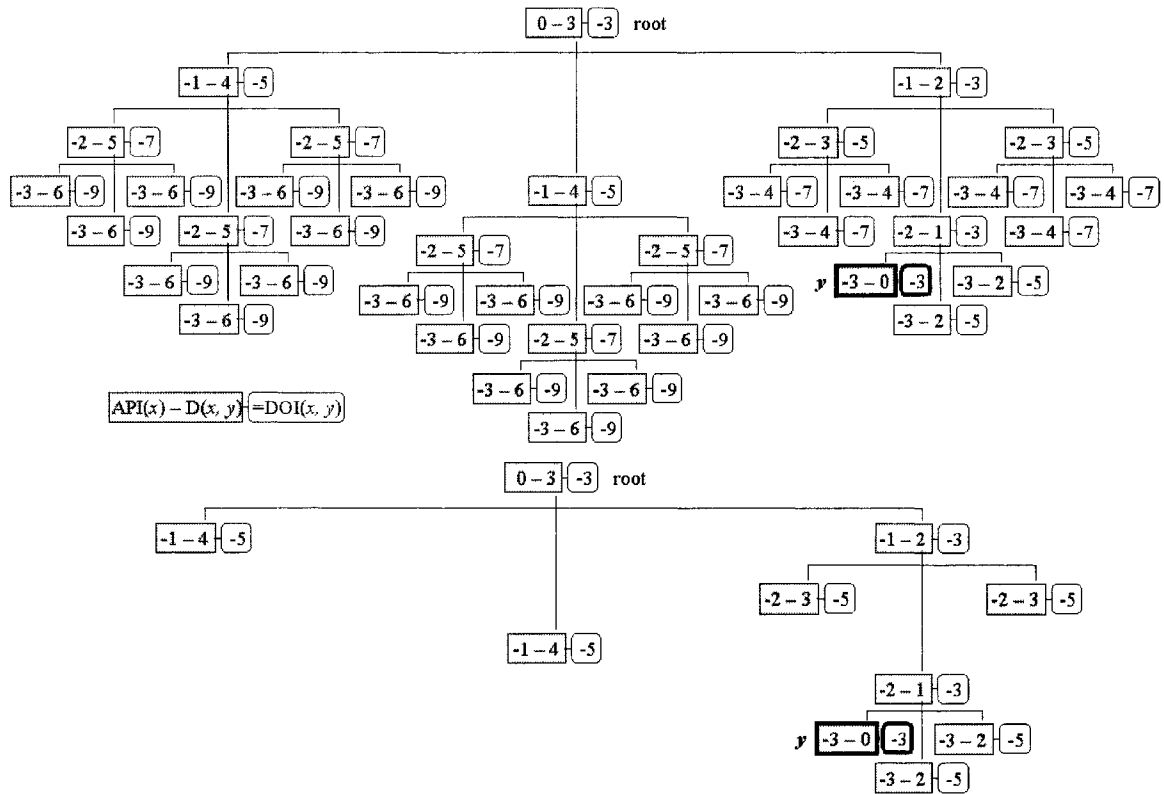 0 – 3 -3 root
-1 – 4 -5 -1 – 2 -3
-2 – 5 -7 -2 – 5 -7 -2 – 3 -5 -2 – 3 -5
-3 – 6 -9 -3 – 6 -9 -3 – 6 -9 -3 – 6 -9 -1 – 4 -5 -3 – 4 -7 -3 – 4 -7 -3 – 4 -7 -3 – 4 -7
-3 – 6 -9 -2 – 5 -7 -3 – 6 -9 -3 – 4 -7 -2 – 1 -3 -3 – 4 -7
-2 – 5 -7 -2 – 5 -7
-3 – 6 -9 -3 – 6 -9 y -3 – 0 -3 -3 – 2 -5
-3 – 6 -9 -3 – 6 -9 -3 – 6 -9 -3 – 6 -9
-3 – 6 -9 -3 – 2 -5
-3 – 6 -9 -2 – 5 -7 -3 – 6 -9
-3 – 6 -9 -3 – 6 -9
API(x) – D(x, y) =DOI(x, y)
-3 – 6 -9
0 – 3 -3 root
-1 – 4 -5 -1 – 2 -3
-2 – 3 -5 -2 – 3 -5
-1 – 4 -5
-2 – 1 -3
y -3 – 0 -3 -3 – 2 -5
-3 – 2 -5